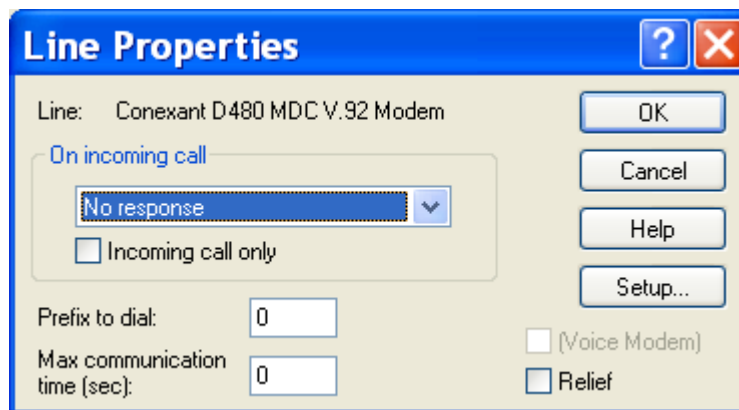 Line Properties
Line: Conexant D480 MDC V.92 Modem
OK
On incoming call
Cancel
No response
Help
Incoming call only
Setup...
Prefix to dial: 0
(Voice Modem)
Max communication
time (sec): 0
Relief